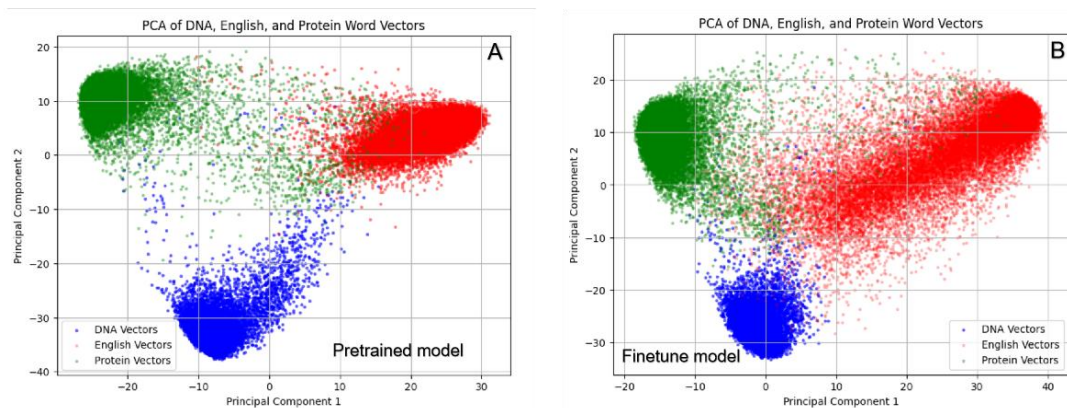 PCA of DNA, English, and Protein Word Vectors
A
20
10
0
−10
−20
−30
−40
Principal Component 2
DNA Vectors
English Vectors
Protein Vectors
Pretrained model
−20
−10
0
10
20
30
Principal Component 1
PCA of DNA, English, and Protein Word Vectors
B
20
10
0
−10
−20
−30
Principal Component 2
DNA Vectors
English Vectors
Protein Vectors
Finetune model
−20
−10
0
10
20
30
40
Principal Component 1